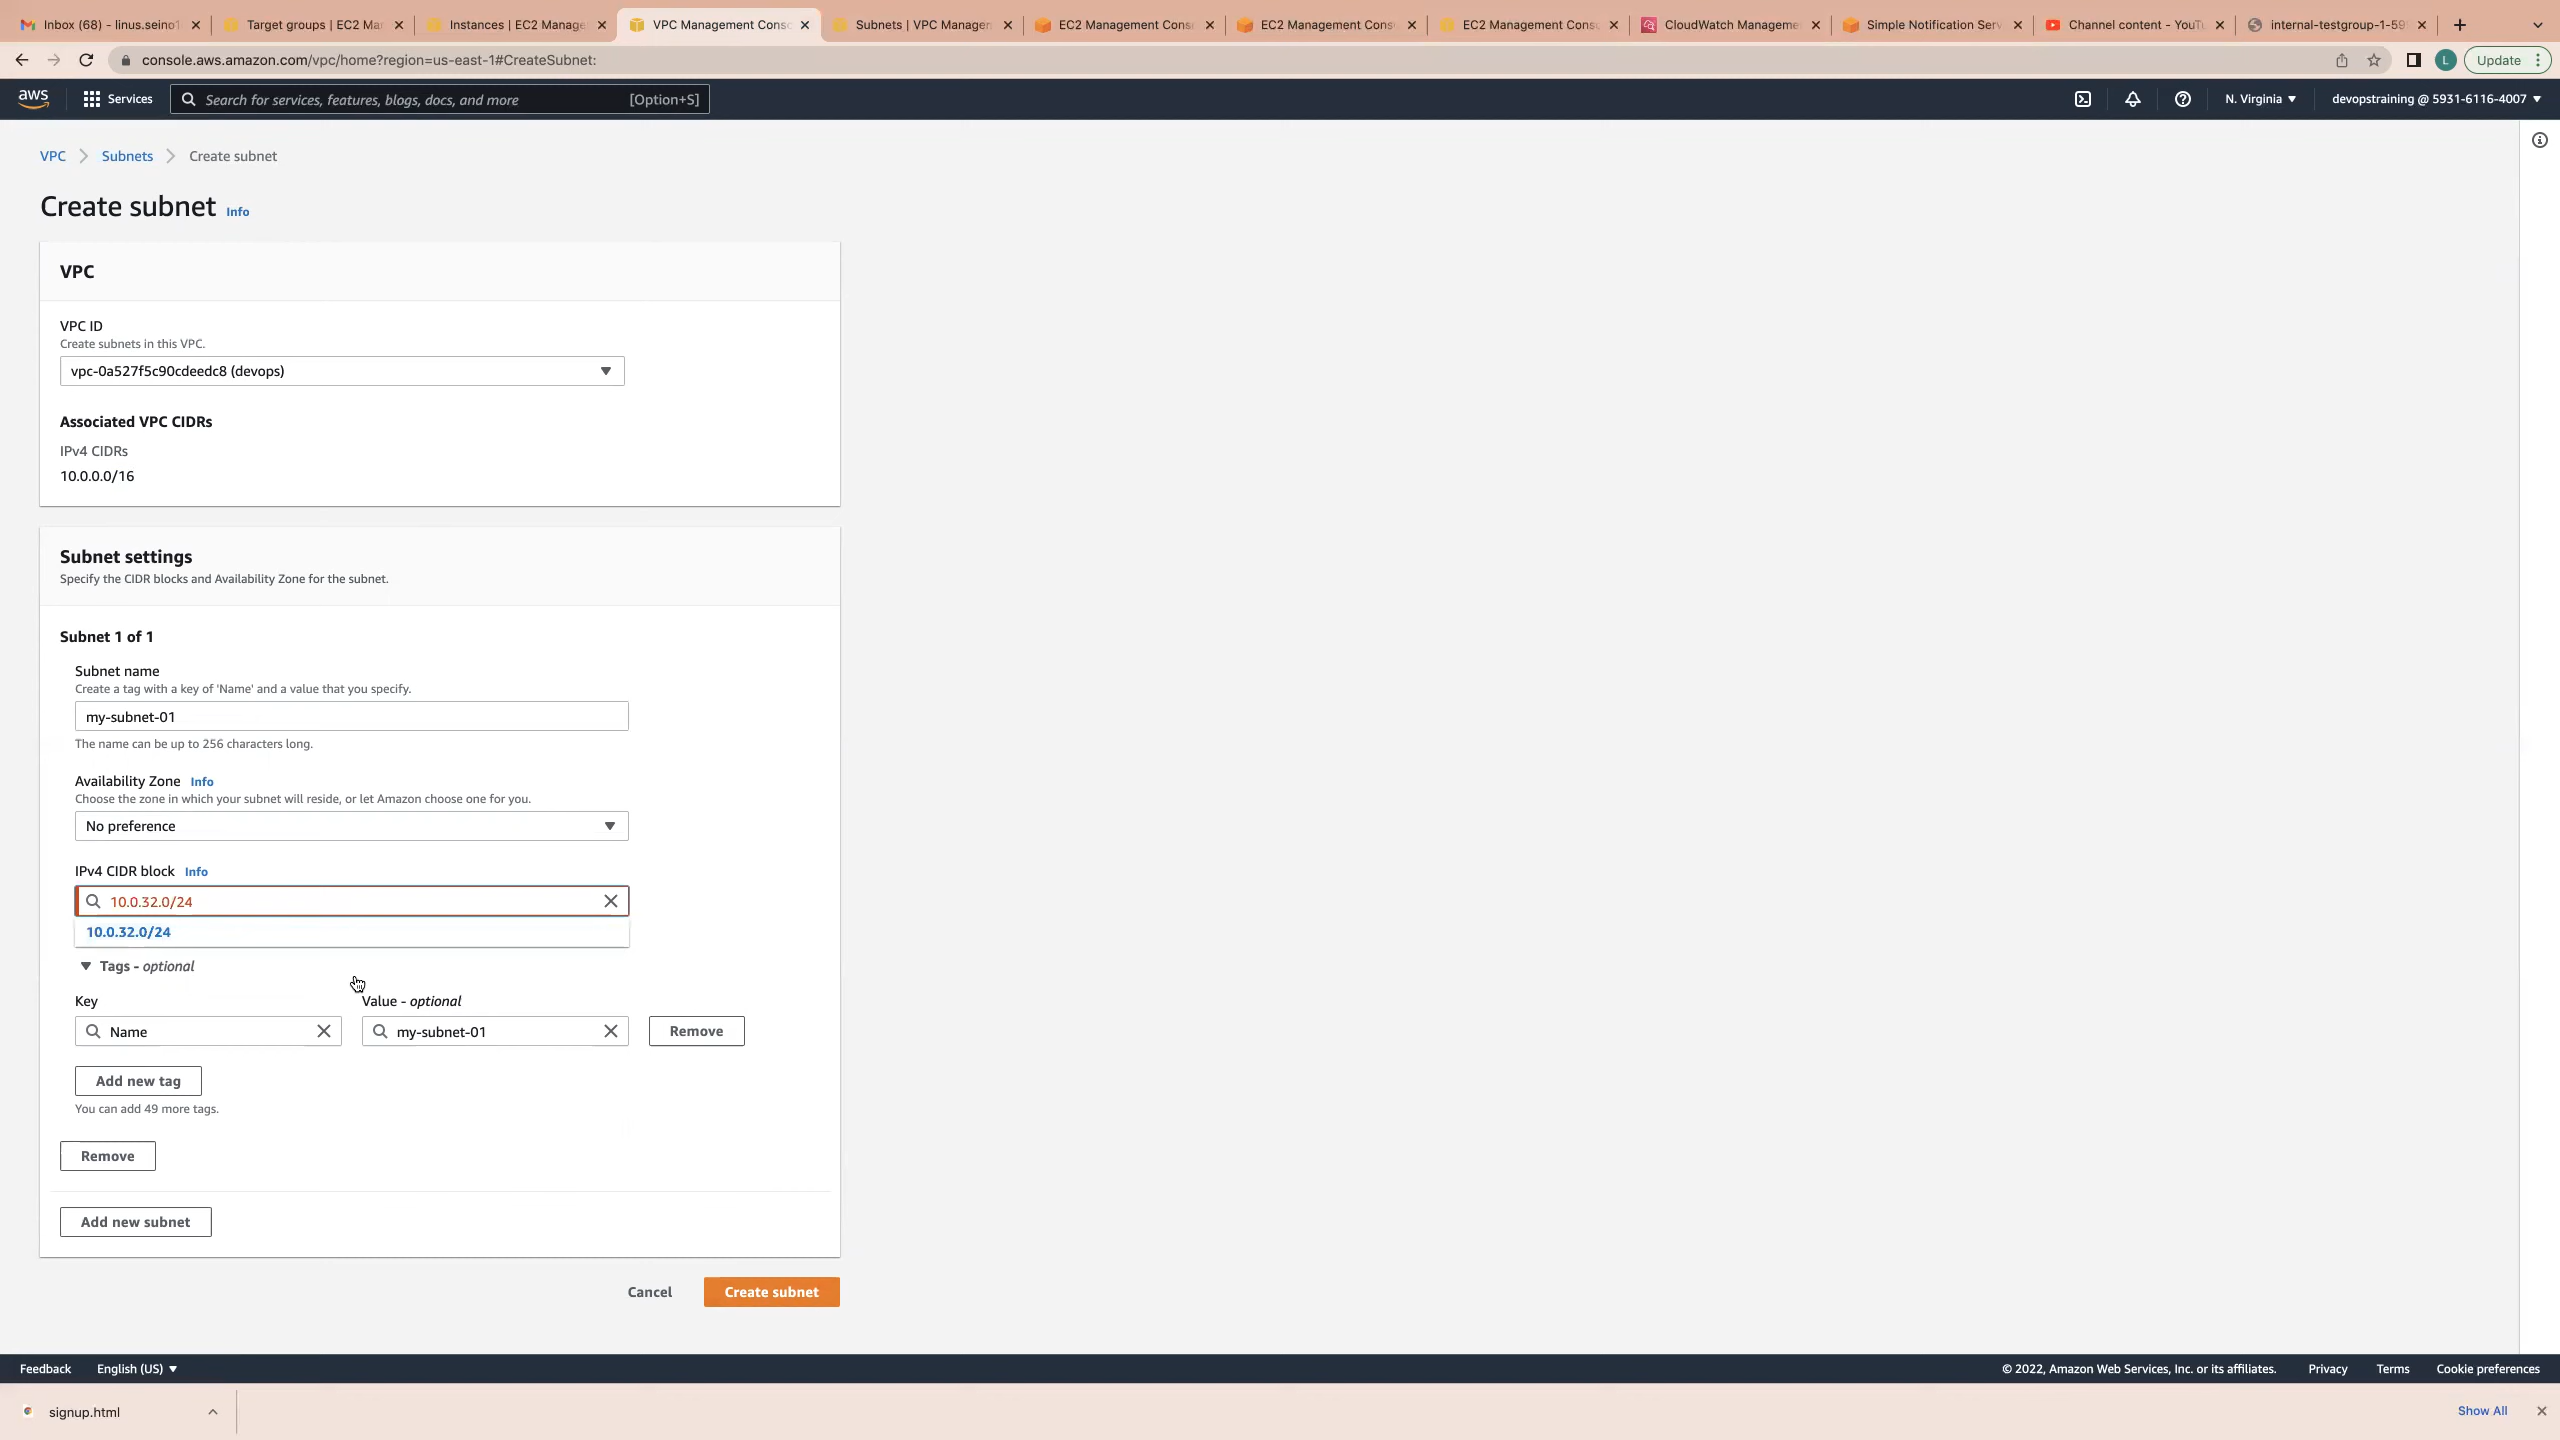 Inbox (68) - linus.seino1
Target groups | EC2 Ma
Instances | EC2 Manage
VPC Management Conso
Subnets | VPC Managem
EC2 Management Cons
EC2 Management Cons
EC2 Management Cons
CloudWatch Manageme
Simple Notification Serv
Channel content - YouTu
internal-testgroup-1-59
console.aws.amazon.com/vpc/home?region=us-east-1#CreateSubnet:
L
Update
aws
Services
Search for services, features, blogs, docs, and more
[Option+S]
N. Virginia
devopstraining @ 5931-6116-4007
VPC
Subnets
Create subnet
Create subnet Info
VPC
VPC ID
Create subnets in this VPC.
vpc-0a527f5c90cdeedc8 (devops)
Associated VPC CIDRs
IPv4 CIDRs
10.0.0.0/16
Subnet settings
Specify the CIDR blocks and Availability Zone for the subnet.
Subnet 1 of 1
Subnet name
Create a tag with a key of 'Name' and a value that you specify.
my-subnet-01
The name can be up to 256 characters long.
Availability Zone Info
Choose the zone in which your subnet will reside, or let Amazon choose one for you.
No preference
IPv4 CIDR block Info
10.0.32.0/24
10.0.32.0/24
Tags - optional
Key
Value - optional
Name
my-subnet-01
Remove
Add new tag
You can add 49 more tags.
Remove
Add new subnet
Cancel
Create subnet
Feedback
English (US)
© 2022, Amazon Web Services, Inc. or its affiliates.
Privacy
Terms
Cookie preferences
signup.html
Show All